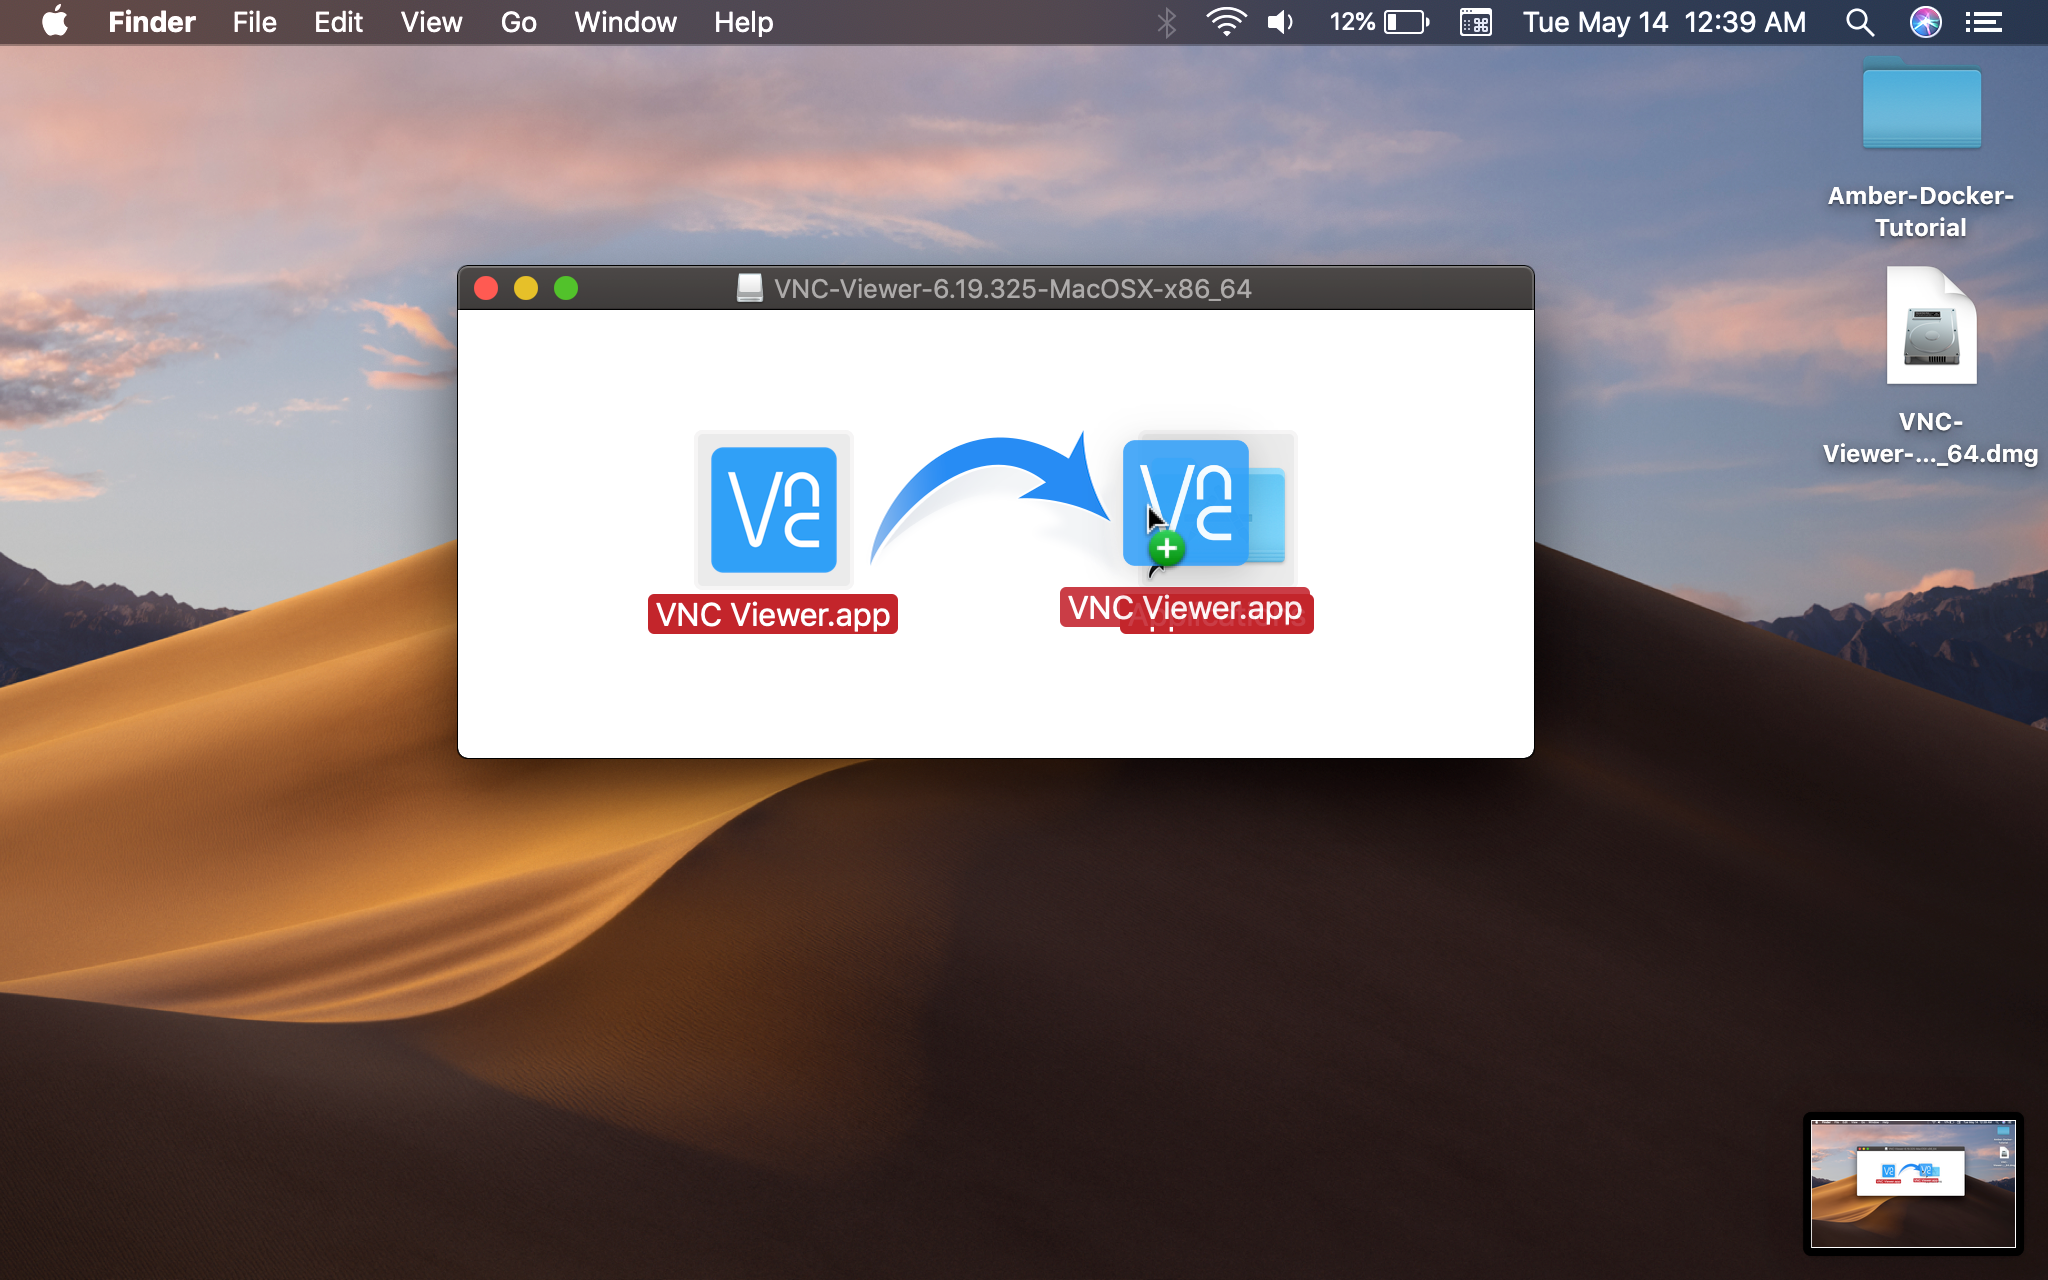 Finder File Edit View Go Window Help 12% Tue May 14 12:39 AM
Amber-Docker-
Tutorial
VNC-Viewer-6.19.325-MacOSX-x86_64
VNC-
Viewer-..._64.dmg
VNC Viewer.app
VNC Viewer.app
Applications